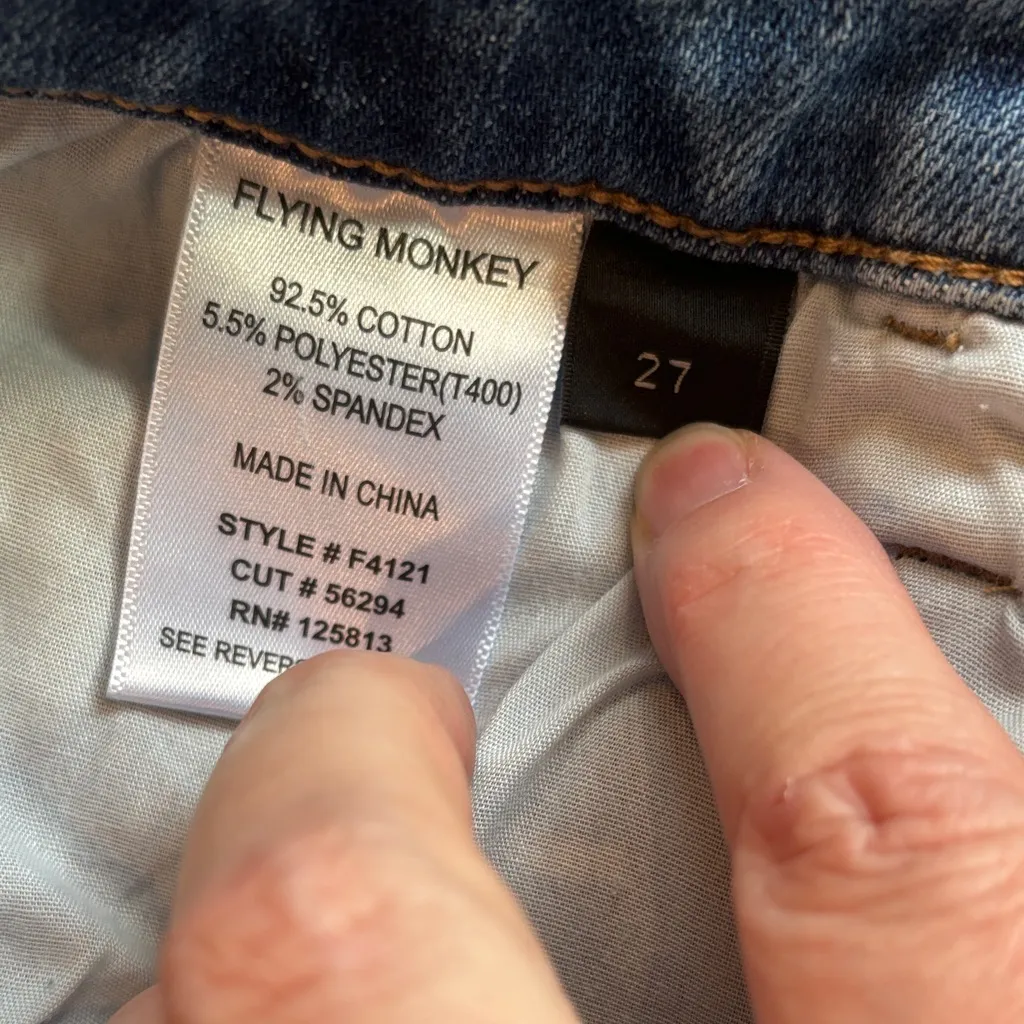 FLYING MONKEY
92.5% COTTON
5.5% POLYESTER(T400)
2% SPANDEX
MADE IN CHINA
STYLE # F4121
CUT # 56294
RN# 125813
SEE
27